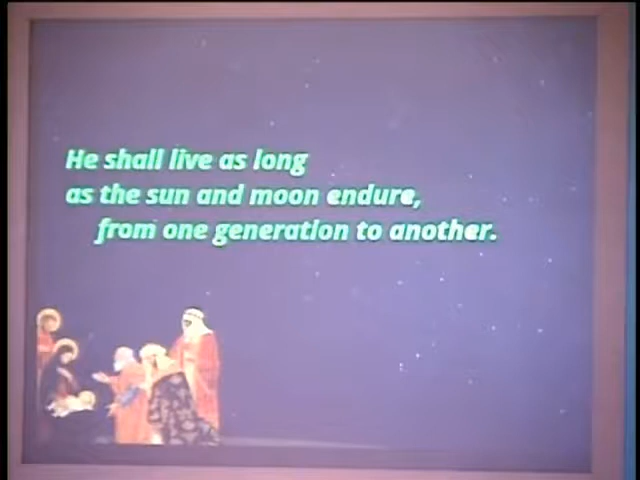 He shall live as long
as the sun and moon endure,
from one generation to another.